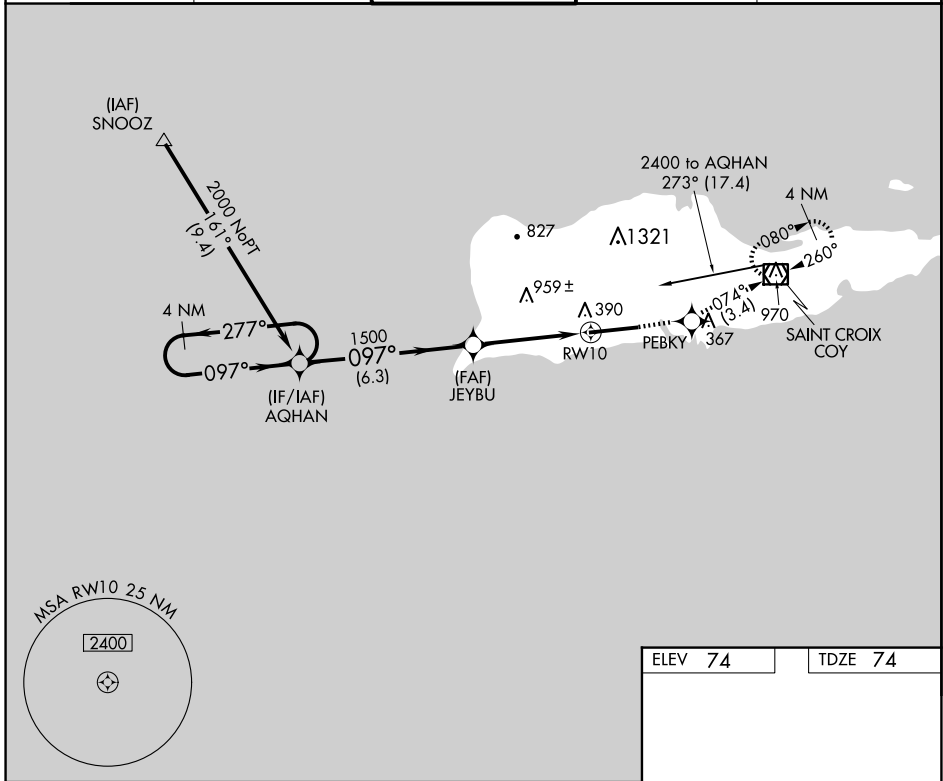 (IAF)
SNOOZ
2000 NoPT
161°
(9.4)
4 NM
277°
097°
(IF/IAF)
AQHAN
1500
097°
(6.3)
(FAF)
JEYBU
827
1321
959 ±
390
RW10
PEBKY
367
074°
(3.4)
2400 to AQHAN
273° (17.4)
4 NM
080°
260°
970
SAINT CROIX
COY
MSA RW10 25 NM
2400
ELEV 74
TDZE 74